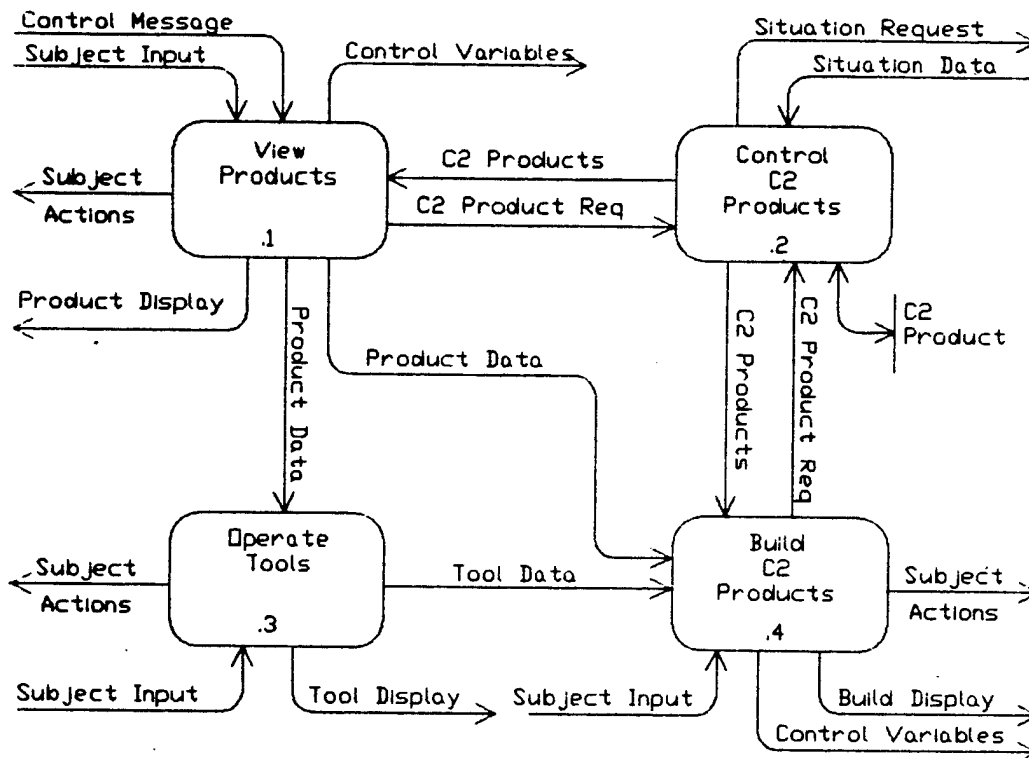 Control Message
Subject Input
Control Variables
Situation Request
Situation Data
View
Products
.1
C2 Products
C2 Product Req
Control
C2
Products
.2
Subject
Actions
Product Display
Product Data
Product Data
C2 Products
C2 Product Req
C2
Product
Operate
Tools
.3
Subject
Actions
Tool Data
Build
C2
Products
.4
Subject
Actions
Subject Input
Tool Display
Subject Input
Build Display
Control Variables